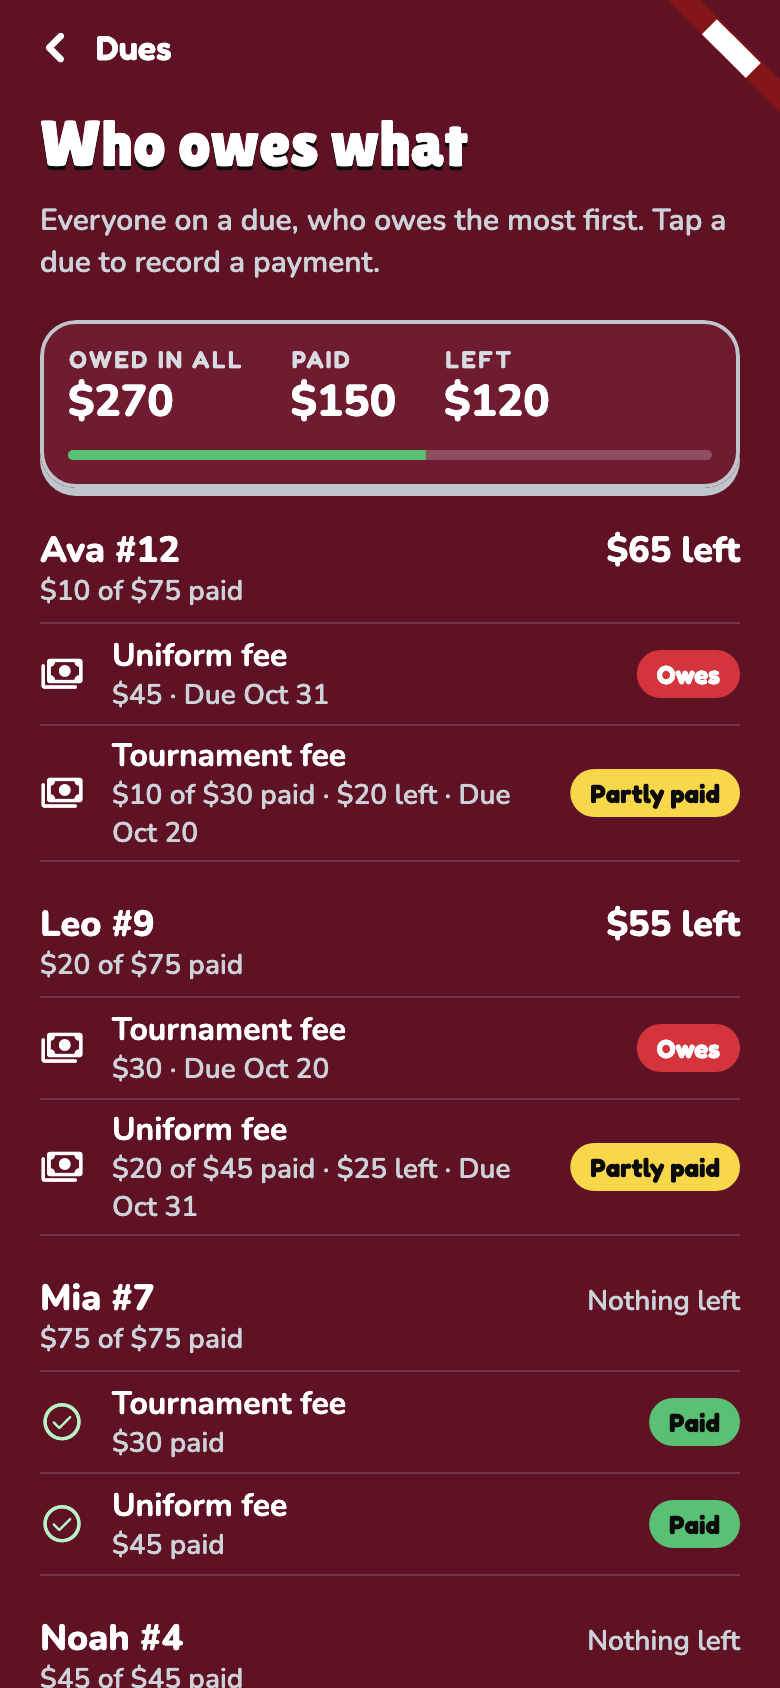 Dues
Who owes what
Everyone on a due, who owes the most first. Tap a
due to record a payment.
OWED IN ALL PAID LEFT
$270 $150 $120
Ava #12 $65 left
$10 of $75 paid
Uniform fee
$45 · Due Oct 31
Owes
Tournament fee
$10 of $30 paid · $20 left · Due
Oct 20
Partly paid
Leo #9 $55 left
$20 of $75 paid
Tournament fee
$30 · Due Oct 20
Owes
Uniform fee
$20 of $45 paid · $25 left · Due
Oct 31
Partly paid
Mia #7 Nothing left
$75 of $75 paid
Tournament fee
$30 paid
Paid
Uniform fee
$45 paid
Paid
Noah #4 Nothing left
$45 of $45 paid